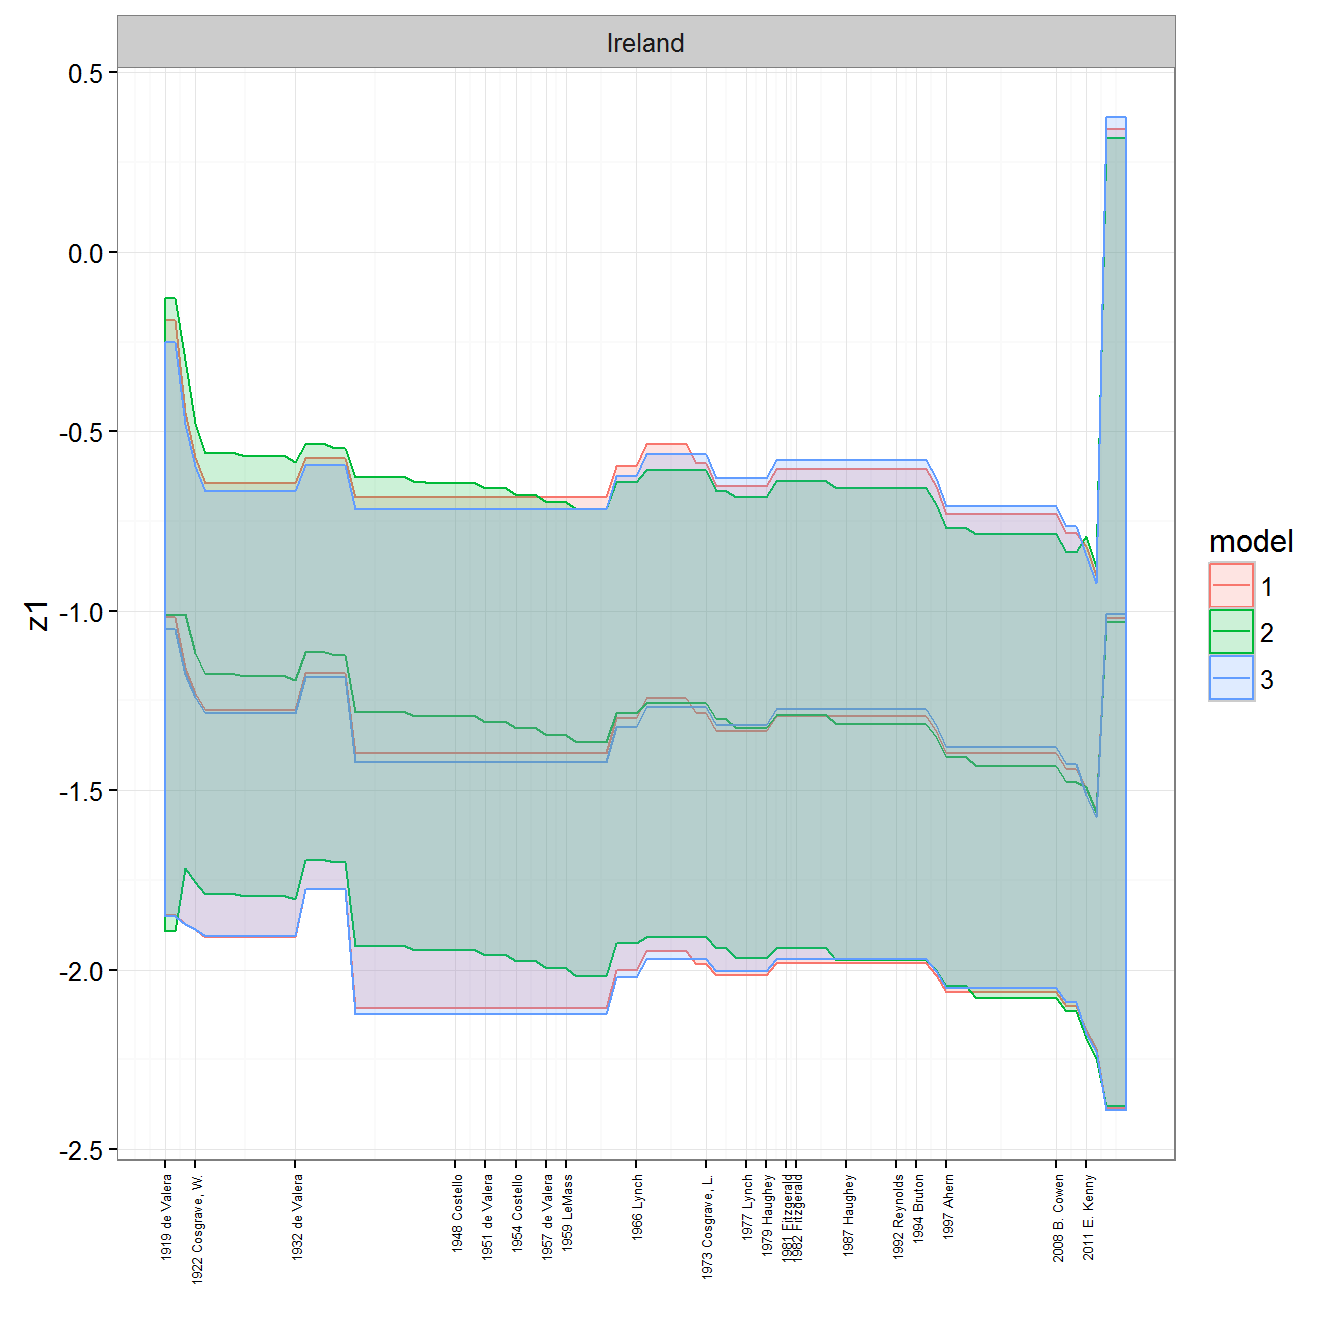 Ireland
0.5
0.0
-0.5
-1.0
-1.5
-2.0
-2.5
z1
1919 de Valera
1922 Cosgrave, W.
1932 de Valera
1948 Costello
1951 de Valera
1954 Costello
1957 de Valera
1959 LeMass
1966 Lynch
1973 Cosgrave, L.
1977 Lynch
1979 Haughey
1981 Fitzgerald
1982 Fitzgerald
1987 Haughey
1992 Reynolds
1994 Bruton
1997 Ahern
2008 B. Cowen
2011 E. Kenny
model
1
2
3